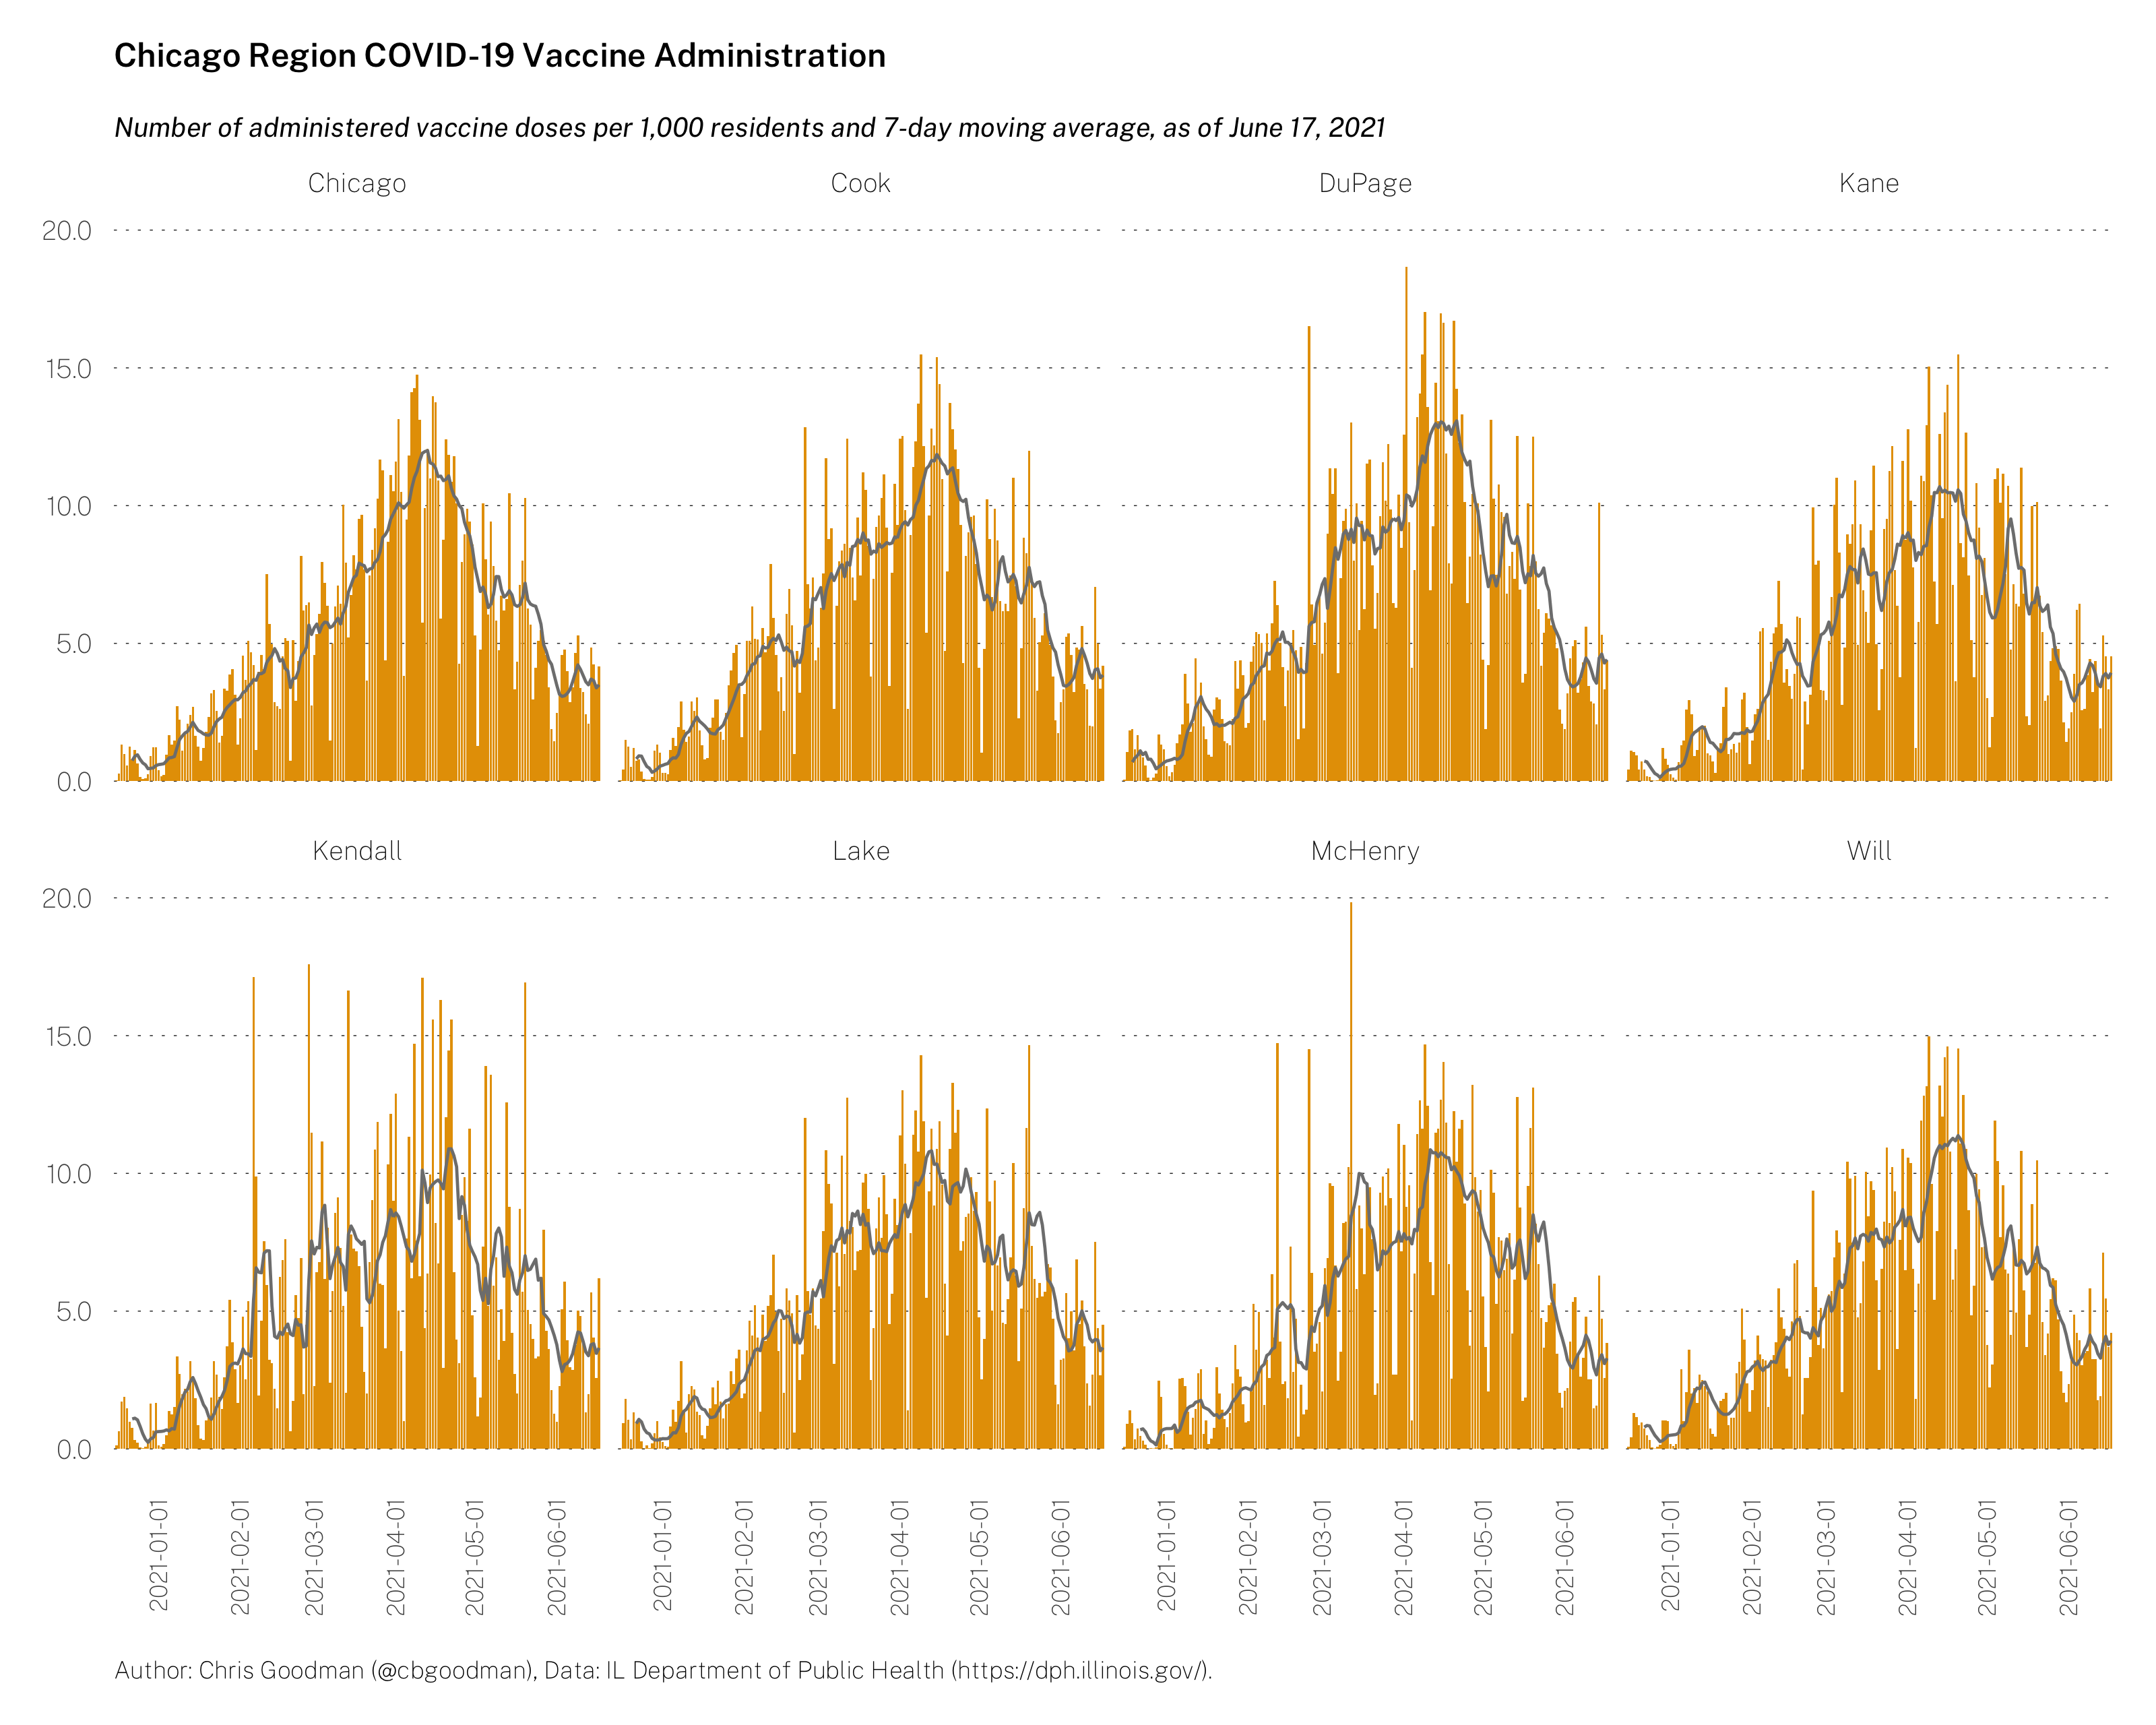 Chicago Region COVID-19 Vaccine Administration
Number of administered vaccine doses per 1,000 residents and 7-day moving average, as of June 17, 2021
Chicago Cook DuPage Kane
20.0
15.0
10.0
5.0
0.0
Kendall Lake McHenry Will
20.0
15.0
10.0
5.0
0.0
2021-01-01 2021-02-01 2021-03-01 2021-04-01 2021-05-01 2021-06-01 2021-01-01 2021-02-01 2021-03-01 2021-04-01 2021-05-01 2021-06-01 2021-01-01 2021-02-01 2021-03-01 2021-04-01 2021-05-01 2021-06-01 2021-01-01 2021-02-01 2021-03-01 2021-04-01 2021-05-01 2021-06-01
Author: Chris Goodman (@cbgoodman), Data: IL Department of Public Health (https://dph.illinois.gov/).